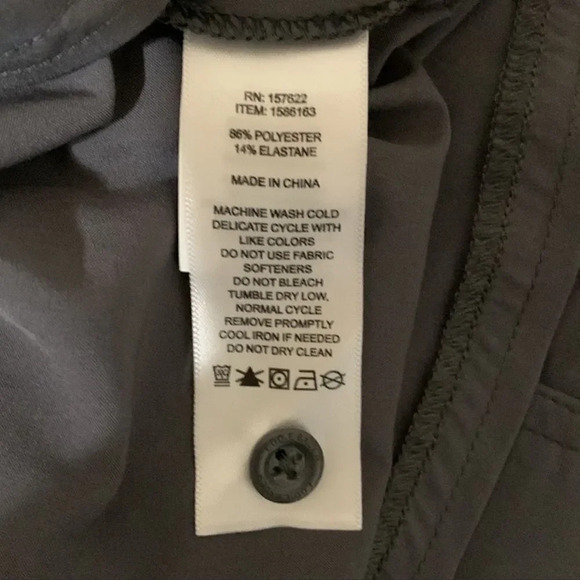 RN: 157622
ITEM: 1586163
86% POLYESTER
14% ELASTANE
MADE IN CHINA
MACHINE WASH COLD
DELICATE CYCLE WITH
LIKE COLORS
DO NOT USE FABRIC
SOFTENERS
DO NOT BLEACH
TUMBLE DRY LOW,
NORMAL CYCLE
REMOVE PROMPTLY
COOL IRON IF NEEDED
DO NOT DRY CLEAN